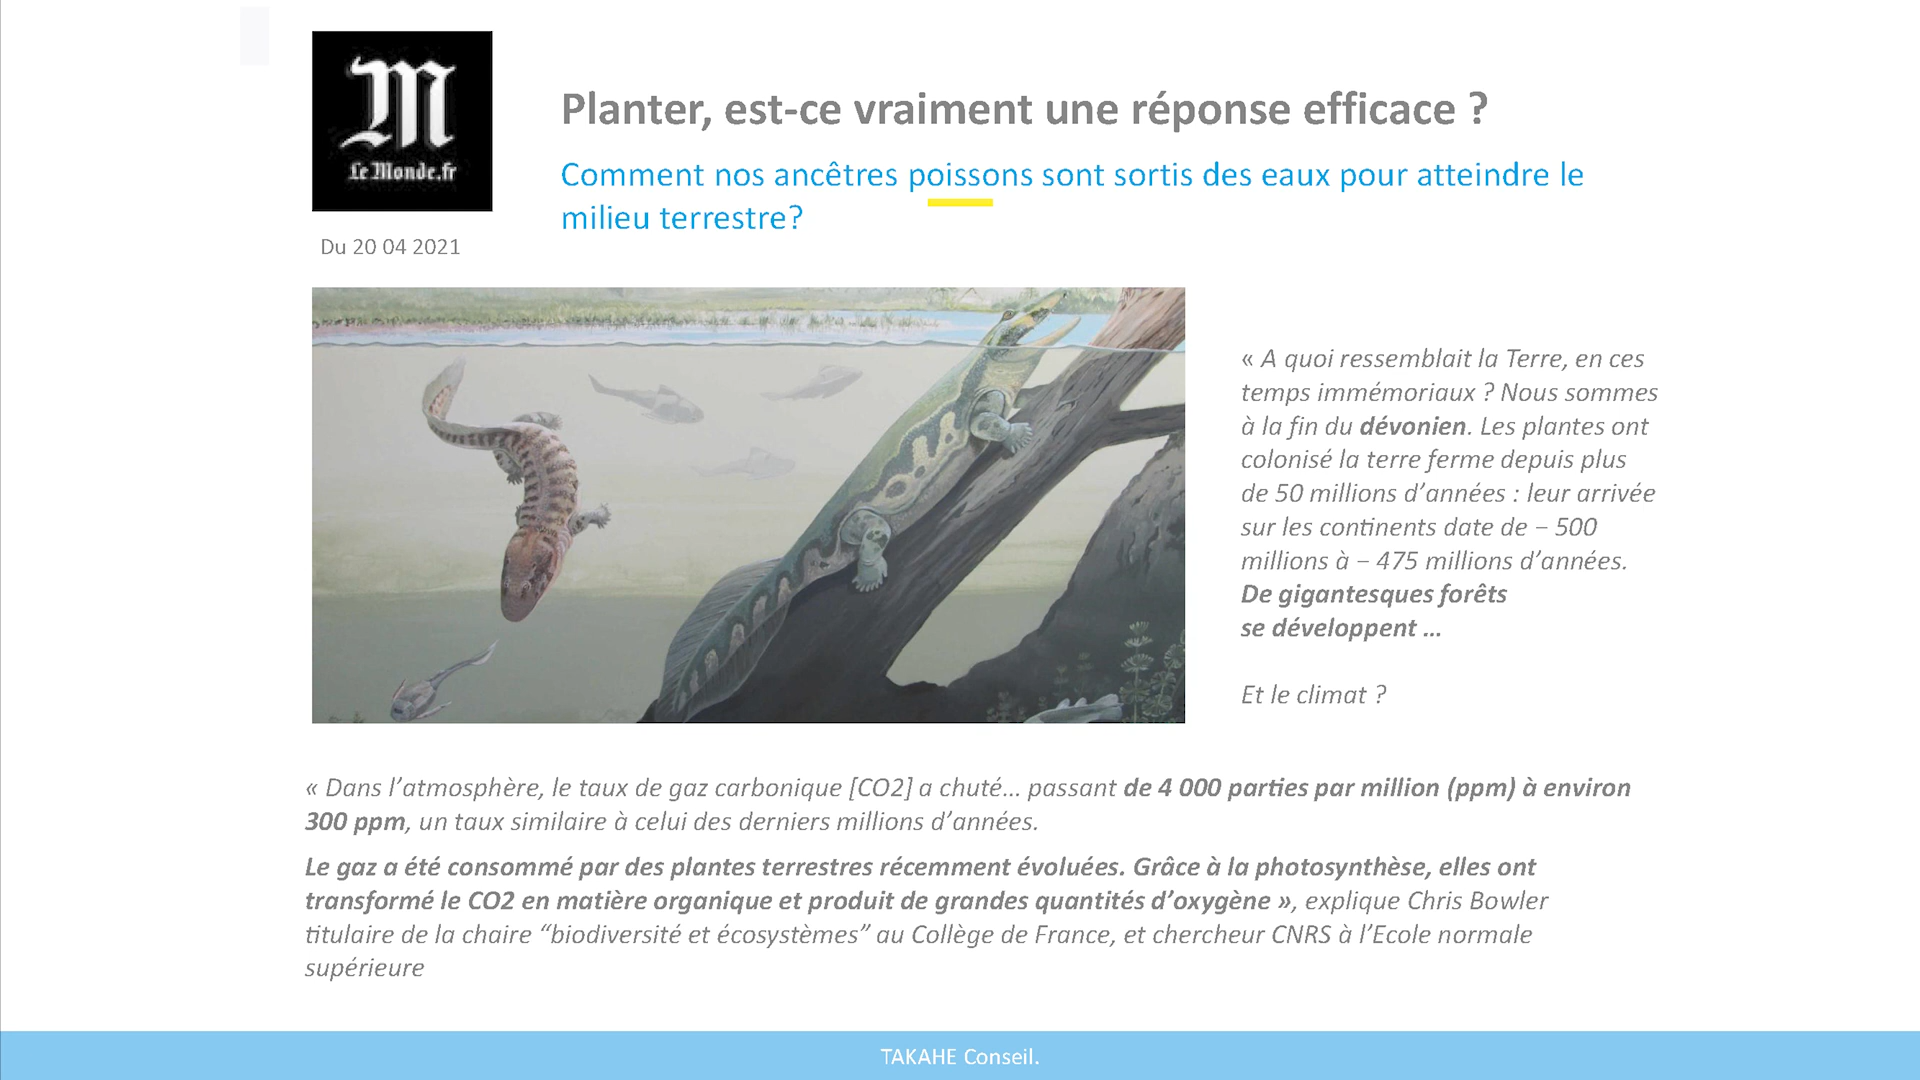 M
Le Monde.fr
Du 20 04 2021
Planter, est-ce vraiment une réponse efficace ?
Comment nos ancêtres poissons sont sortis des eaux pour atteindre le
milieu terrestre?
« A quoi ressemblait la Terre, en ces
temps immémoriaux ? Nous sommes
à la fin du dévonien. Les plantes ont
colonisé la terre ferme depuis plus
de 50 millions d’années : leur arrivée
sur les continents date de − 500
millions à − 475 millions d’années.
De gigantesques forêts
se développent …
Et le climat ?
« Dans l’atmosphère, le taux de gaz carbonique [CO2] a chuté… passant de 4 000 parties par million (ppm) à environ
300 ppm, un taux similaire à celui des derniers millions d’années.
Le gaz a été consommé par des plantes terrestres récemment évoluées. Grâce à la photosynthèse, elles ont
transformé le CO2 en matière organique et produit de grandes quantités d’oxygène », explique Chris Bowler
titulaire de la chaire “biodiversité et écosystèmes” au Collège de France, et chercheur CNRS à l’Ecole normale
supérieure
TAKAHE Conseil.